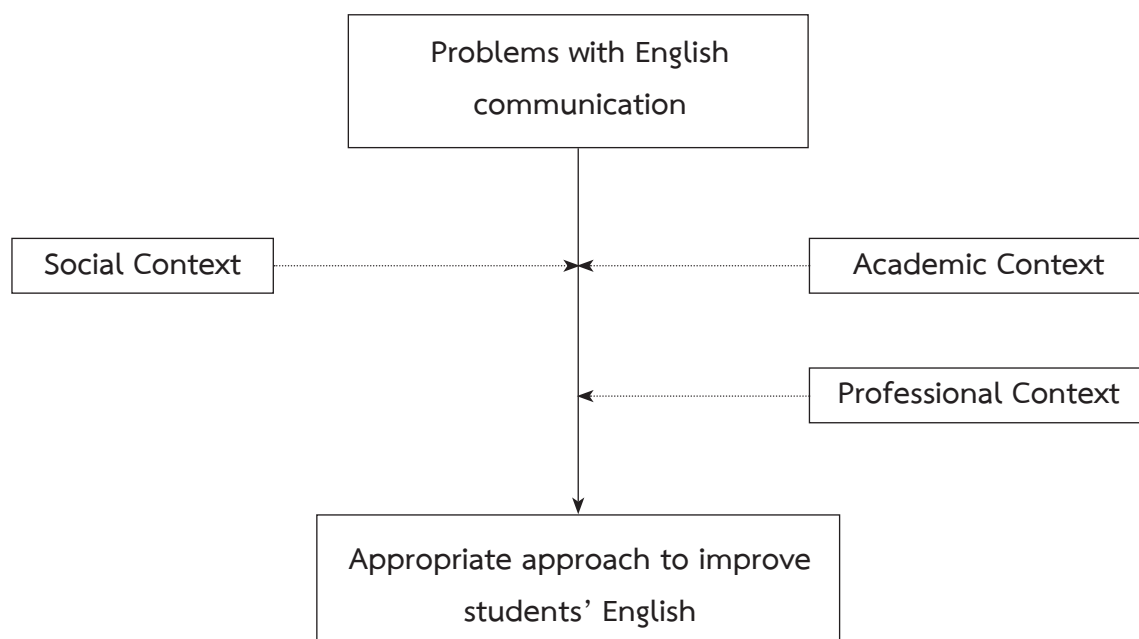 Problems with English
communication
Social Context
Academic Context
Professional Context
Appropriate approach to improve
students’ English